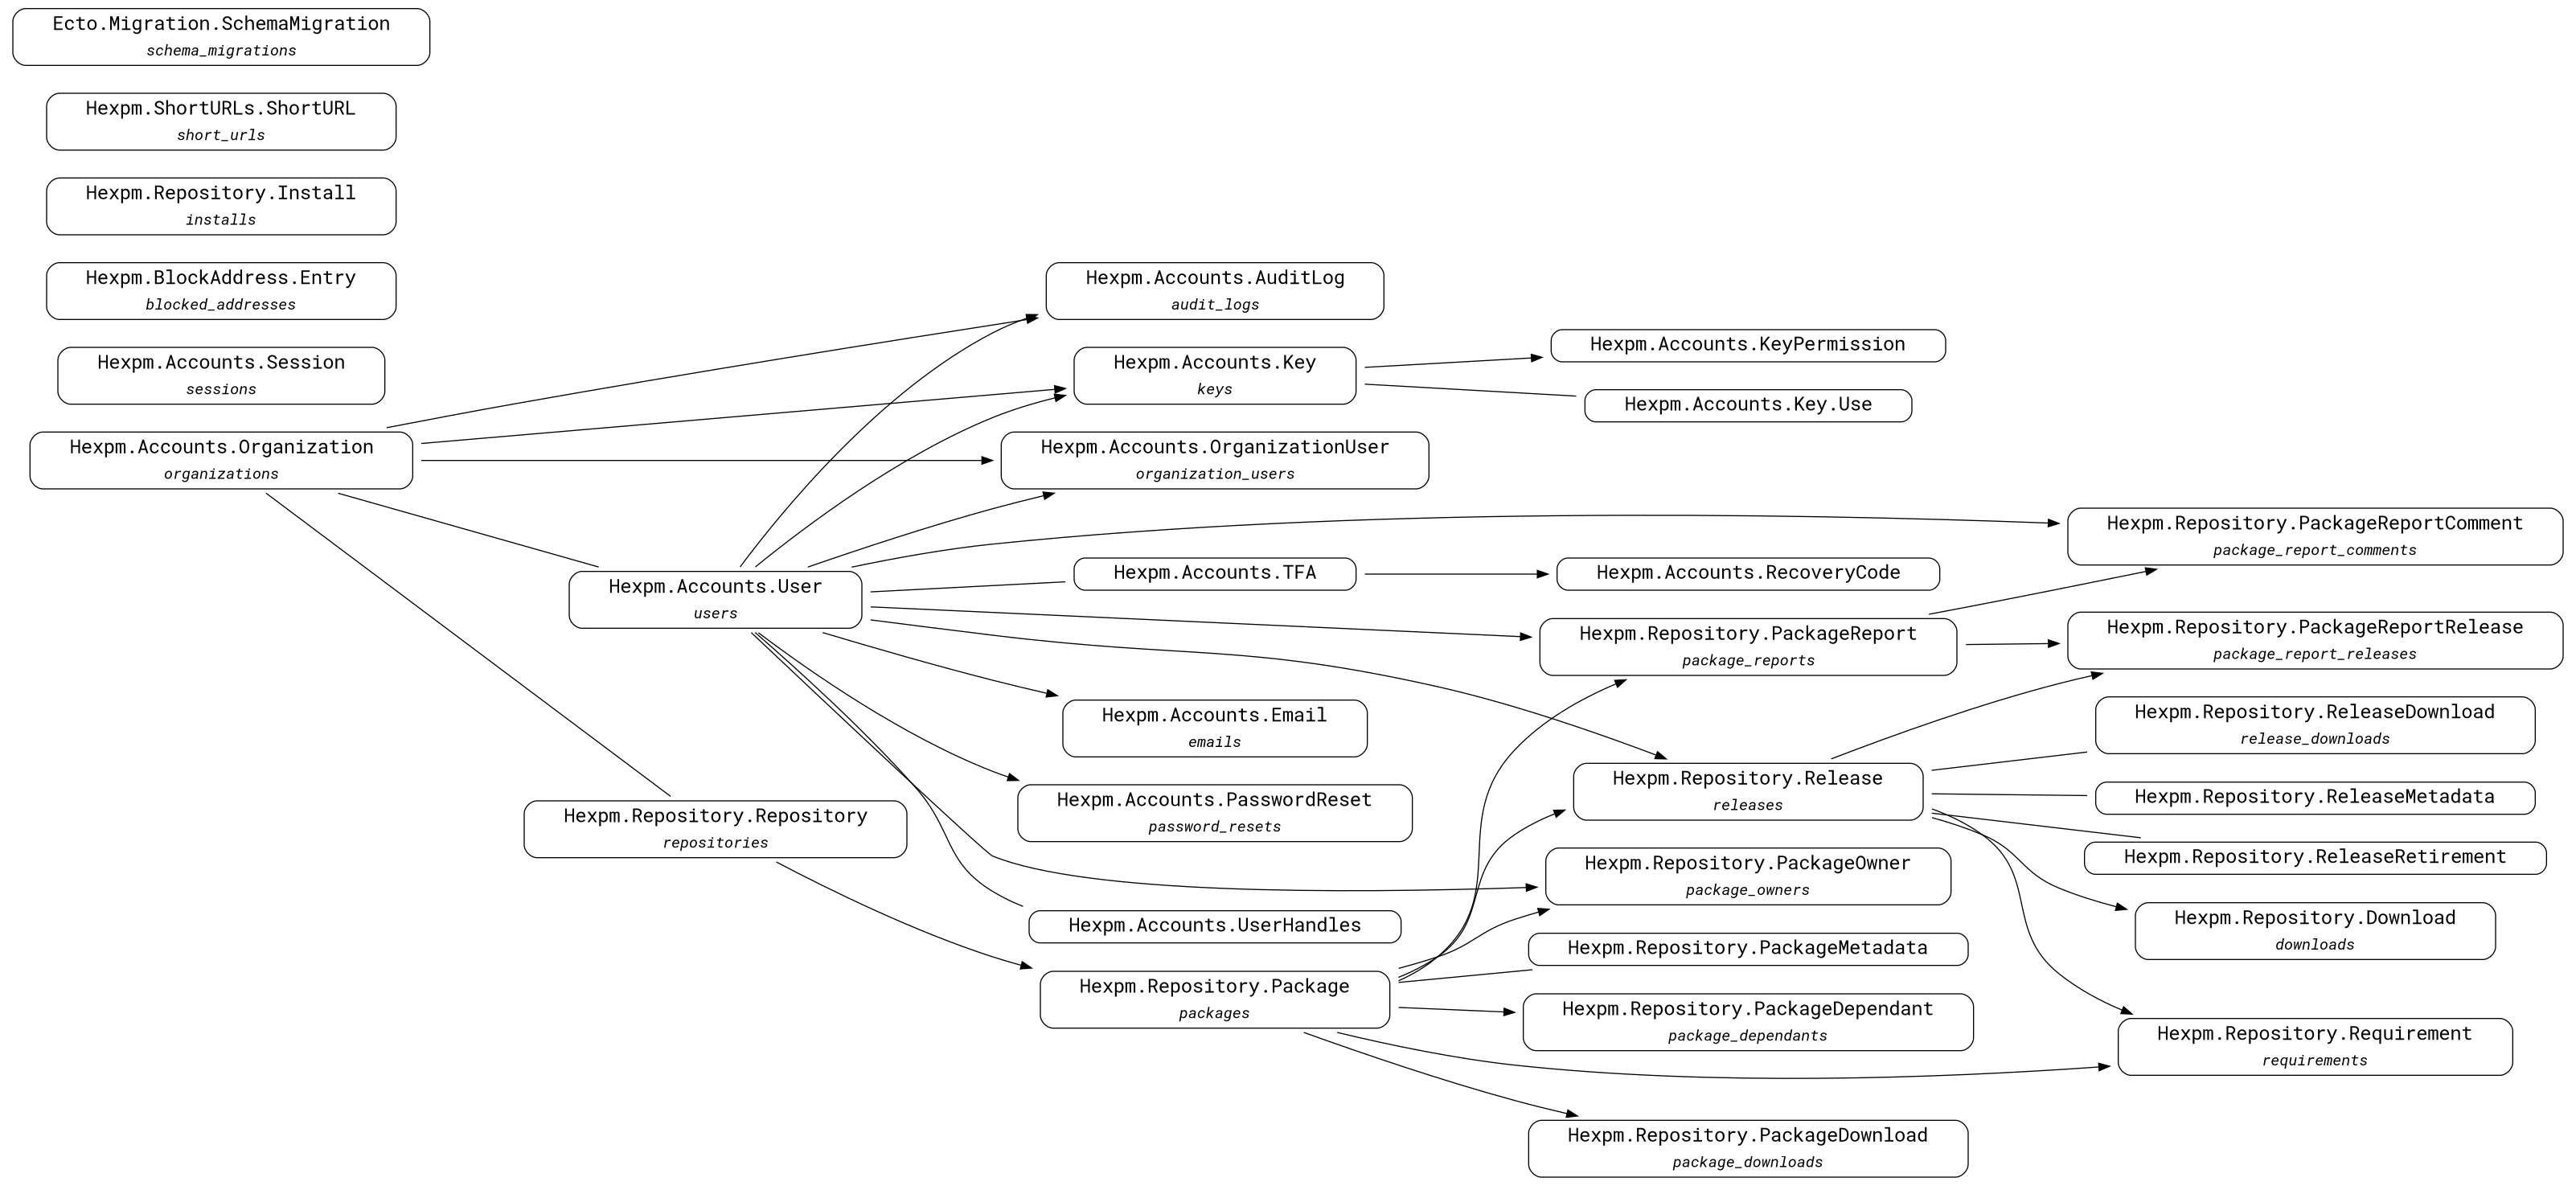 Ecto.Migration.SchemaMigration
schema_migrations
Hexpm.ShortURLs.ShortURL
short_urls
Hexpm.Repository.Install
installs
Hexpm.BlockAddress.Entry
blocked_addresses
Hexpm.Accounts.Session
sessions
Hexpm.Accounts.Organization
organizations
Hexpm.Accounts.User
users
Hexpm.Repository.Repository
repositories
Hexpm.Accounts.AuditLog
audit_logs
Hexpm.Accounts.Key
keys
Hexpm.Accounts.OrganizationUser
organization_users
Hexpm.Accounts.TFA
Hexpm.Accounts.Email
emails
Hexpm.Accounts.PasswordReset
password_resets
Hexpm.Accounts.UserHandles
Hexpm.Repository.Package
packages
Hexpm.Accounts.KeyPermission
Hexpm.Accounts.Key.Use
Hexpm.Accounts.RecoveryCode
Hexpm.Repository.PackageReport
package_reports
Hexpm.Repository.Release
releases
Hexpm.Repository.PackageOwner
package_owners
Hexpm.Repository.PackageMetadata
Hexpm.Repository.PackageDependant
package_dependants
Hexpm.Repository.PackageDownload
package_downloads
Hexpm.Repository.PackageReportComment
package_report_comments
Hexpm.Repository.PackageReportRelease
package_report_releases
Hexpm.Repository.ReleaseDownload
release_downloads
Hexpm.Repository.ReleaseMetadata
Hexpm.Repository.ReleaseRetirement
Hexpm.Repository.Download
downloads
Hexpm.Repository.Requirement
requirements